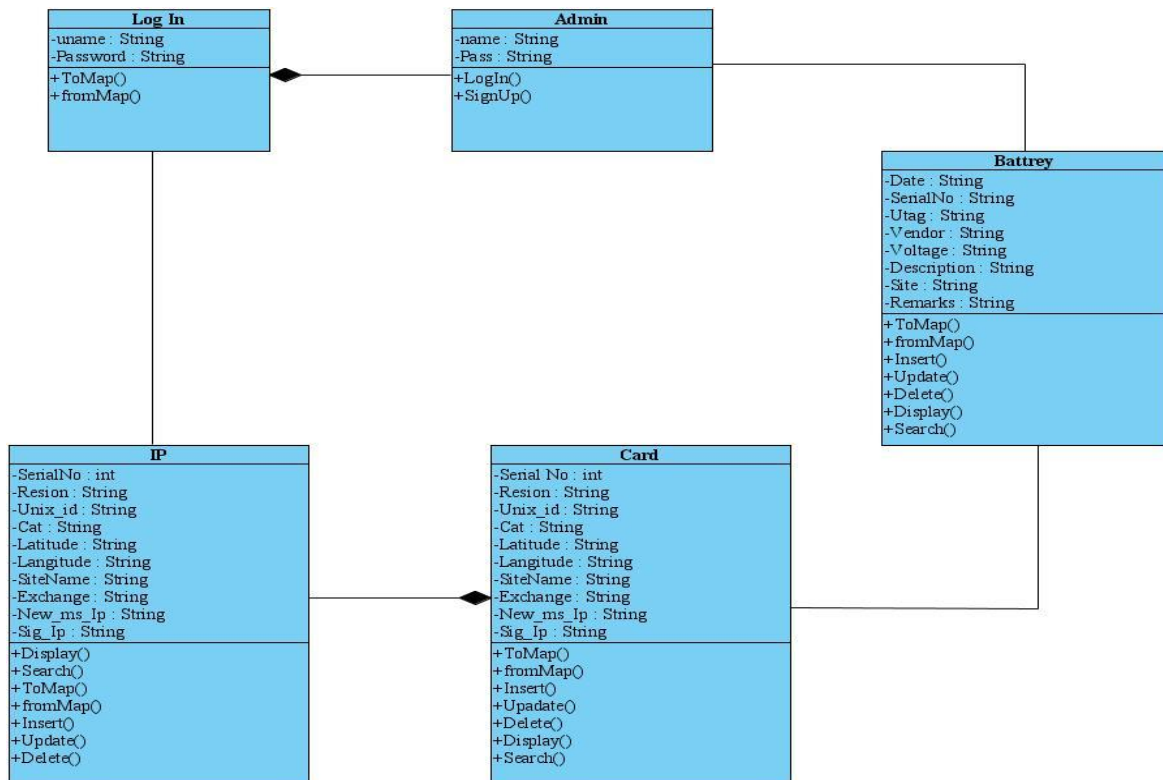 Log In
-uname : String
-Password : String
+ToMap()
+fromMap()
Admin
-name : String
-Pass : String
+LogIn()
+SignUp()
Battrey
-Date : String
-SerialNo : String
-Utag : String
-Vendor : String
-Voltage : String
-Description : String
-Site : String
-Remarks : String
+ToMap()
+fromMap()
+Insert()
+Update()
+Delete()
+Display()
+Search()
IP
-SerialNo : int
-Resion : String
-Unix_id : String
-Cat : String
-Latitude : String
-Langitude : String
-SiteName : String
-Exchange : String
-New_ms_Ip : String
-Sig_Ip : String
+Display()
+Search()
+ToMap()
+fromMap()
+Insert()
+Update()
+Delete()
Card
-Serial No : int
-Resion : String
-Unix_id : String
-Cat : String
-Latitude : String
-Langitude : String
-SiteName : String
-Exchange : String
-New_ms_Ip : String
-Sig_Ip : String
+ToMap()
+fromMap()
+Insert()
+Upadate()
+Delete()
+Display()
+Search()